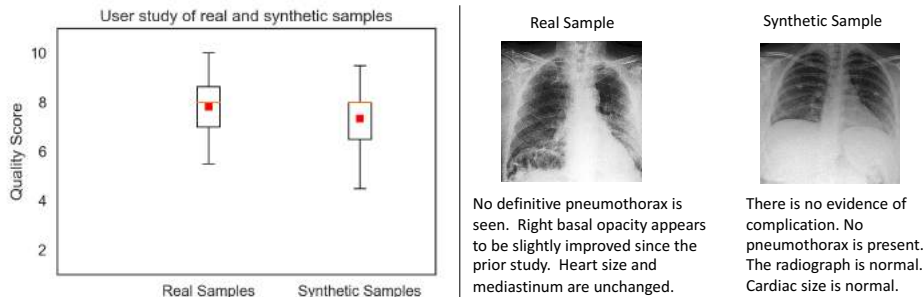 User study of real and synthetic samples
Quality Score
10
8
6
4
2
Real Samples
Synthetic Samples
Real Sample
No definitive pneumothorax is
seen. Right basal opacity appears
to be slightly improved since the
prior study. Heart size and
mediastinum are unchanged.
Synthetic Sample
There is no evidence of
complication. No
pneumothorax is present.
The radiograph is normal.
Cardiac size is normal.